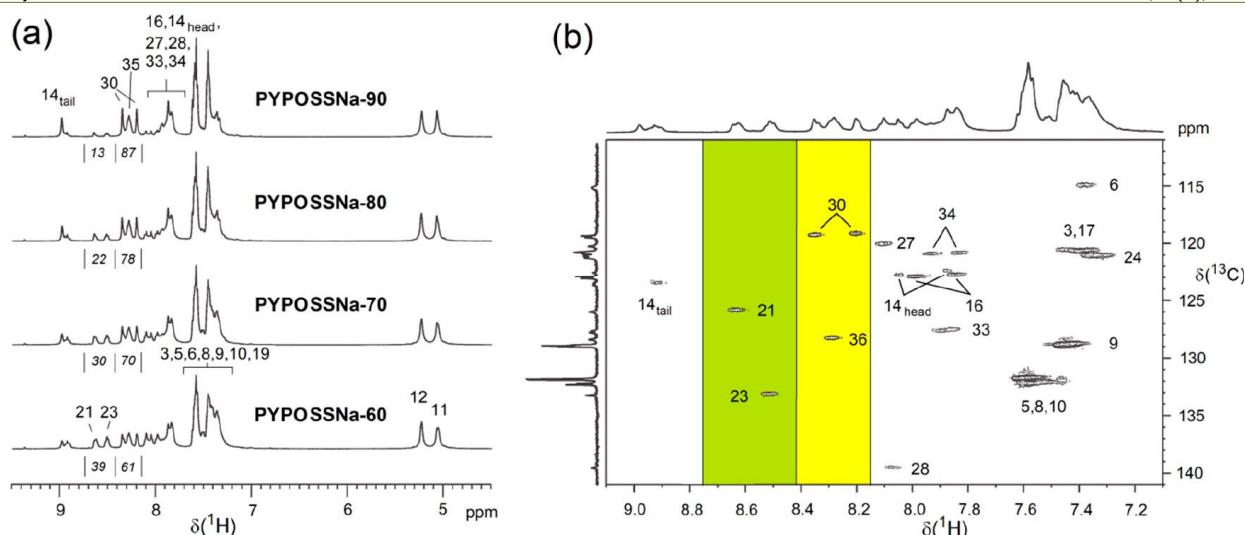 (a)
16,14head,
27,28,
33,34
35
30
14tail
PYPOSSNa-90
13 87
PYPOSSNa-80
22 78
PYPOSSNa-70
30 70
3,5,6,8,9,10,19
PYPOSSNa-60
21 23
12
11
39 61
9 8 7 6 5 ppm
δ(¹H)
(b)
ppm
6
115
30
34
3,17
120
27
24
δ(¹³C)
14tail
21
14head
16
125
36
33
9
130
23
5,8,10
135
28
140
9.0 8.8 8.6 8.4 8.2 8.0 7.8 7.6 7.4 7.2
δ(¹H)